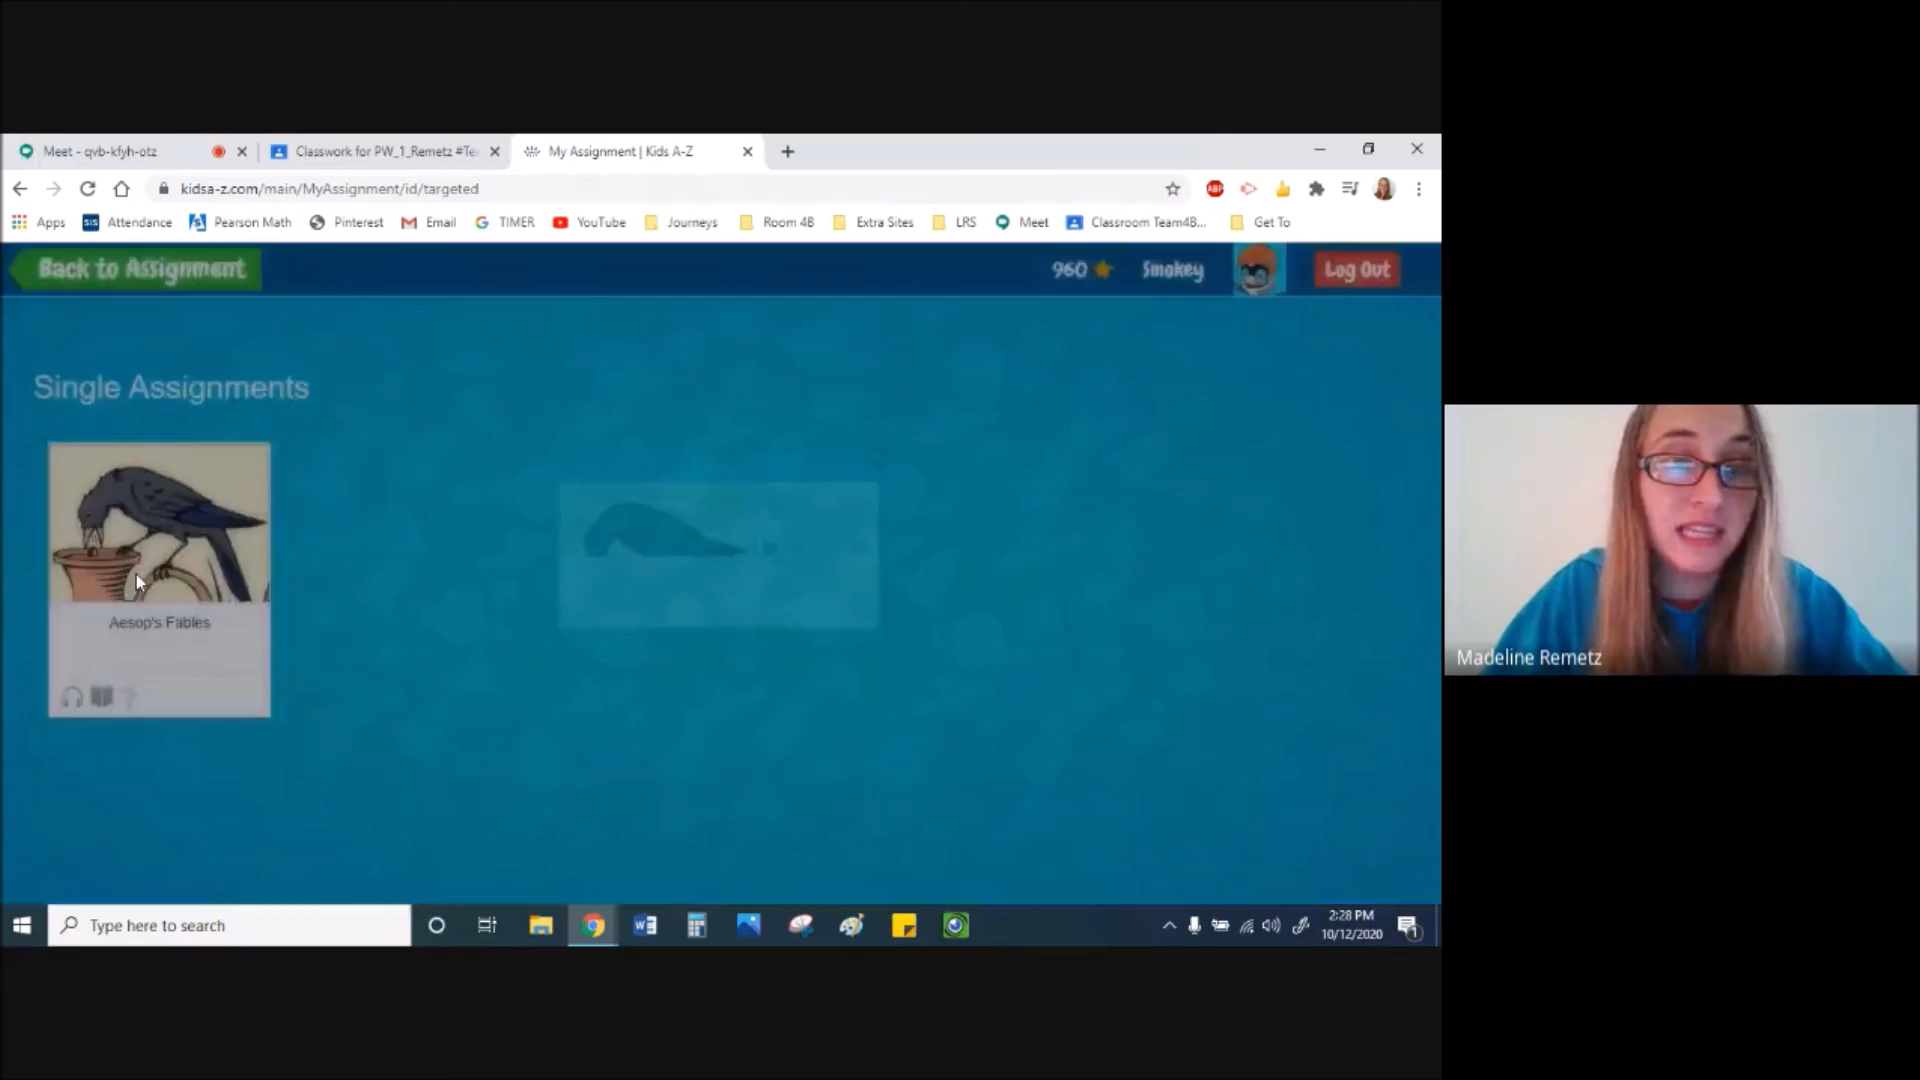 Meet - qvb-kfyh-otz
Classwork for PW_1_Remetz #Te
My Assignment | Kids A-Z
kidsa-z.com/main/MyAssignment/id/targeted
ABP
Apps
SIS Attendance
Pearson Math
Pinterest
Email
TIMER
YouTube
Journeys
Room 4B
Extra Sites
LRS
Meet
Classroom Team4B...
Get To
Back to Assignment
960
Smokey
Log Out
Single Assignments
Aesop's Fables
Madeline Remetz
Type here to search
2:28 PM
10/12/2020
1